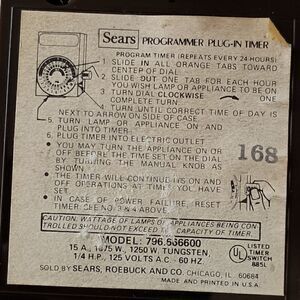 Sears PROGRAMMER PLUG-IN TIMER
PROGRAM TIMER (REPEATS EVERY 24 HOURS)
1 SLIDE IN ALL ORANGE TABS TOWARD
CENTER OF DIAL
2 SLIDE OUT ONE TAB FOR EACH HOUR
YOU WISH LAMP OR APPLIANCE TO BE ON
3 TURN DIAL CLOCKWISE ONE
COMPLETE TURN
4 TURN UNTIL CORRECT TIME OF DAY IS
NEXT TO ARROW ON SIDE OF CASE
5 TURN LAMP OR APPLIANCE ON AND
PLUG INTO TIMER
6 PLUG TIMER INTO ELECTRIC OUTLET
• YOU MAY TURN THE APPLIANCE ON OR
OFF BEFORE THE TIME SET ON THE DIAL
BY TURNING THE MANUAL KNOB AS
SHOWN
168
• THE TIMER WILL CONTINUE ITS ON AND
OFF OPERATIONS AT TIMES YOU HAVE
SET
• IN CASE OF POWER FAILURE RESET
TIMER SEE NO. 3 & 4 ABOVE
CAUTION: WATTAGE OF LAMPS OR APPLIANCES BEING CON-
TROLLED SHOULD NOT EXCEED CAPACITY OF TIMER.
MODEL: 796.666600
15 A., 1875 W. 1250 W. TUNGSTEN,
1/4 H.P., 125 VOLTS A.C. 60 HZ.
UL LISTED
TIMER
SWITCH
885L
SOLD BY SEARS, ROEBUCK AND CO. CHICAGO, IL 60684
MADE AND PRINTED IN U.S.A.